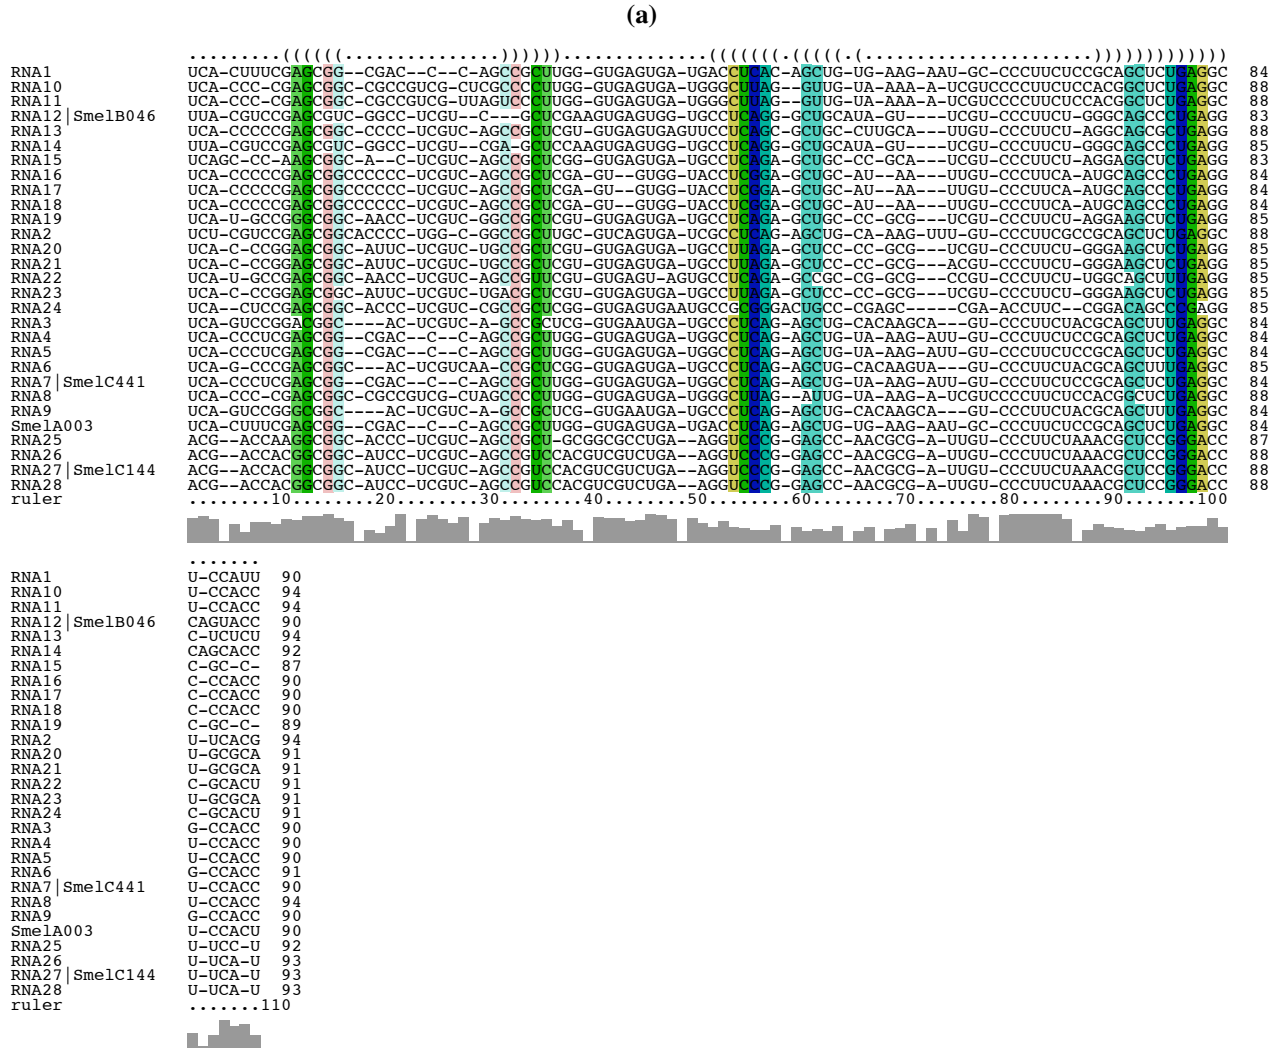 (a)
.........((((((...............))))))..............(((((((.(((((.(......................)))))))))))))
RNA1 UCA-CUUUCGAGCGG--CGAC--C--C-AGCCGCUUGG-GUGAGUGA-UGACCUCAC-AGCUG-UG-AAG-AAU-GC-CCCUUCUCCGCAGCUCUGAGGC 84
RNA10 UCA-CCC-CGAGCGGC-CGCCGUCG-CUCGCCCCUUGG-GUGAGUGA-UGGGCUUAG--GUUG-UA-AAA-A-UCGUCCCCUUCUCCACGGCUCUGAGGC 88
RNA11 UCA-CCC-CGAGCGGC-CGCCGUCG-UUAGUCCCUUGG-GUGAGUGA-UGGGCUUAG--GUUG-UA-AAA-A-UCGUCCCCUUCUCCACGGCUCUGAGGC 88
RNA12|SmelB046 UUA-CGUCCGAGCGUC-GGCC-UCGU--C---GCUCAAGUGAGUGG-UGCCUCAGG-GCUGCAUA-GU----UCGU-CCCUUCU-GGGCAGCCCUGAGG 83
RNA13 UCA-CCCCCGAGCGGC-CCCC-UCGUC-AGCCGCUCGU-GUGAGUGAGUUCCUCAGG-GCUGC-CUUGCA---UUGU-CCCUUCU-AGGCAGCGCUGAGG 88
RNA14 UUA-CGUCCGAGCGUC-GGCC-UCGU--CGA-GCUCCAAGUGAGUGA-UGCCUCAGG-GCUGCAUA-GU----UCGU-CCCUUCU-GGGCAGCCCUGAGG 85
RNA15 UCAGC-CC-AAGCGGC-A--C-UCGUC-AGCCGCUCGG-GUGAGUGA-UGCCUCAGG-GCUGC-CC-GCA---UCGU-CCCUUCU-AGGAGGCUCUGAGG 83
RNA16 UCA-CCCCCGAGCGGCCCCCC-UCGUC-AGCCGCUCGA-GU--GUGG-UACCUCGGA-GCUGC-AU--AA---UUGU-CCCUUCA-AUGCAGCCCUGAGG 84
RNA17 UCA-CCCCCGAGCGGCCCCCC-UCGUC-AGCCGCUCGA-GU--GUGG-UACCUCGGA-GCUGC-AU--AA---UUGU-CCCUUCA-AUGCAGCCCUGAGG 84
RNA18 UCA-CCCCCGAGCGGCCCCCC-UCGUC-AGCCGCUCGA-GU--GUGG-UACCUCGGA-GCUGC-AU--AA---UUGU-CCCUUCA-AUGCAGCCCUGAGG 84
RNA19 UCA-U-GCCGGGCGGC-AACC-UCGUC-GGCCGCUCGU-GUGAGUGA-UGCCUCAGA-GCUGC-CC-GCG---UCGU-CCCUUCU-AGGAAGCUCUGAGG 85
RNA2 UCU-CGUCCGAGCGGCACCCC-UGG-C-GGCCGCUUGC-GUCAGUGA-UCGCCUCAG-AGCUG-CA-AAG-UUU-GU-CCCUUCGCCGCAGCUCUGAGGC 88
RNA20 UCA-C-CCGGAGCGGC-AUUC-UCGUC-UGCCGCUCGU-GUGAGUGA-UGCCUUAGA-GCUCC-CC-GCG---UCGU-CCCUUCU-GGGAAGCUCUGAGG 85
RNA21 UCA-C-CCGGAGCGGC-AUUC-UCGUC-UGCCGCUCGU-GUGAGUGA-UGCCUUAGA-GCUCC-CC-GCG---ACGU-CCCUUCU-GGGAAGCUCUGAGG 85
RNA22 UCA-U-GCCGAGCGGC-AACC-UCGUC-AGCCGUUCGU-GUGAGU-AGUGCCUCAGA-GCCGC-CG-GCG---CCGU-CCCUUCU-UGCAGCUUUGAGG 85
RNA23 UCA-C-CCGGAGCGGC-AUUC-UCGUC-UGACGCUCGU-GUGAGUGA-UGCCUUAGA-GCUCC-CC-GCG---UCGU-CCCUUCU-GGGAAGCUCUGAGG 85
RNA24 UCA--CUCCGAGCGGC-ACCC-UCGUC-CGCCGCUCGG-GUGAGUGAAUGCCGCGGGACUGCC-CGAGC-----CGA-ACCUUC--CGGACAGCCCGAGG 85
RNA3 UCA-GUCCGGACGGC----AC-UCGUC-A-GCCGCUCGG-GUGAAUGA-UGCCCUCAG-AGCUG-CACAAGCA---GU-CCCUUCUACGCAGCUUUGAGGC 84
RNA4 UCA-CCCUCGAGCGG--CGAC--C--C-AGCCGCUUGG-GUGAGUGA-UGGCCUCAG-AGCUG-UA-AAG-AUU-GU-CCCUUCUCCGCAGCUCUGAGGC 84
RNA5 UCA-CCCUCGAGCGG--CGAC--C--C-AGCCGCUUGG-GUGAGUGA-UGGCCUCAG-AGCUG-UA-AAG-AUU-GU-CCCUUCUCCGCAGCUCUGAGGC 84
RNA6 UCA-G-CCCGAGCGGC---AC-UCGUCAA-CCGCUCGG-GUGAGUGA-UGCCCUCAG-AGCUG-CACAAGUA---GU-CCCUUCUACGCAGCUUUGAGGC 84
RNA7|SmelC441 UCA-CCCUCGAGCGG--CGAC--C--C-AGCCGCUUGG-GUGAGUGA-UGGCCUCAG-AGCUG-UA-AAG-AUU-GU-CCCUUCUCCGCAGCUCUGAGGC 84
RNA8 UCA-CCC-CGAGCGGC-CGCCGUCG-CUAGCCCCUUGG-GUGAGUGA-UGGGCUUAG--AUUG-UA-AAG-A-UCGUCCCCUUCUCCACGGCUCUGAGGC 88
RNA9 UCA-GUCCGGGCGGC----AC-UCGUC-A-GCCGCUCGG-GUGAAUGA-UGCCCUCAG-AGCUG-CACAAGCA---GU-CCCUUCUACGCAGCUUUGAGGC 84
SmelA003 UCA-CUUUCGAGCGG--CGAC--C--C-AGCCGCUUGG-GUGAGUGA-UGACCUCAG-AGCUG-UG-AAG-AAU-GC-CCCUUCUCCGCAGCUCUGAGGC 84
RNA25 ACG--ACCAAGGCGGC-ACCC-UCGUC-AGCCGCU-GCGGCGCCUGA--AGGUCCCG-GAGCC-AACGCG-A-UUGU-CCCUUCUAAACGCUCCGGGACC 87
RNA26 ACG--ACCACGGCGGC-AUCC-UCGUC-AGCCGUCCACGUCGUCUGA--AGGUCCCG-GAGCC-AACGCG-A-UUGU-CCCUUCUAAACGCUCCGGGACC 88
RNA27|SmelC144 ACG--ACCACGGCGGC-AUCC-UCGUC-AGCCGUCCACGUCGUCUGA--AGGUCCCG-GAGCC-AACGCG-A-UUGU-CCCUUCUAAACGCUCCGGGACC 88
RNA28 ACG--ACCACGGCGGC-AUCC-UCGUC-AGCCGUCCACGUCGUCUGA--AGGUCCCG-GAGCC-AACGCG-A-UUGU-CCCUUCUAAACGCUCCGGGACC 88
ruler ........10........20........30........40........50........60........70........80........90.......100
.......
RNA1 U-CCAUU 90
RNA10 U-CCACC 94
RNA11 U-CCACC 94
RNA12|SmelB046 CAGUACC 90
RNA13 C-UCUCU 94
RNA14 CAGCACC 92
RNA15 C-GC-C- 87
RNA16 C-CCACC 90
RNA17 C-CCACC 90
RNA18 C-CCACC 90
RNA19 C-GC-C- 89
RNA2 U-UCACG 94
RNA20 U-GCGCA 91
RNA21 U-GCGCA 91
RNA22 C-GCACU 91
RNA23 U-GCGCA 91
RNA24 C-GCACU 91
RNA3 G-CCACC 90
RNA4 U-CCACC 90
RNA5 U-CCACC 90
RNA6 G-CCACC 91
RNA7|SmelC441 U-CCACC 90
RNA8 U-CCACC 94
RNA9 G-CCACC 90
SmelA003 U-CCACU 90
RNA25 U-UCC-U 92
RNA26 U-UCA-U 93
RNA27|SmelC144 U-UCA-U 93
RNA28 U-UCA-U 93
ruler .......110